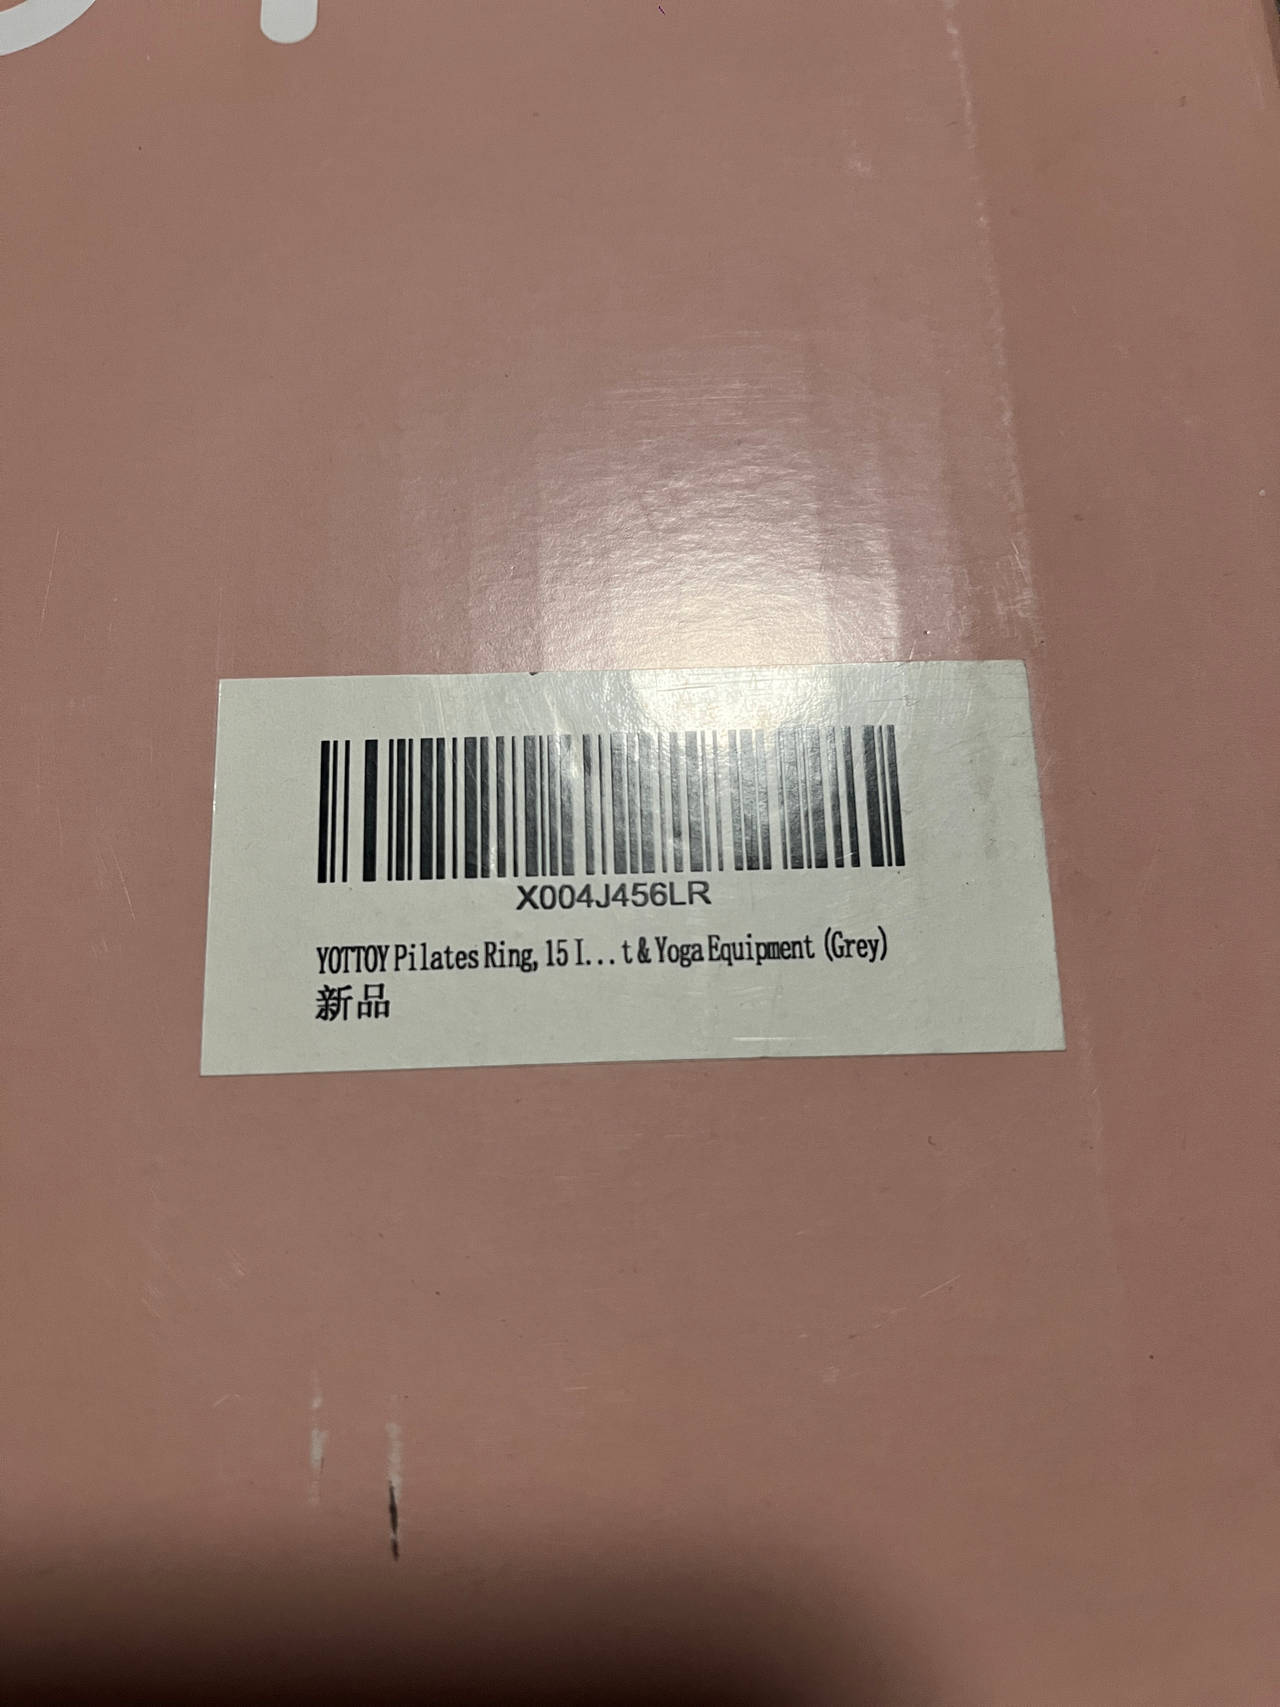 X004J456LR
YOTTOY Pilates Ring, 15 I...t & Yoga Equipment (Grey)
新品